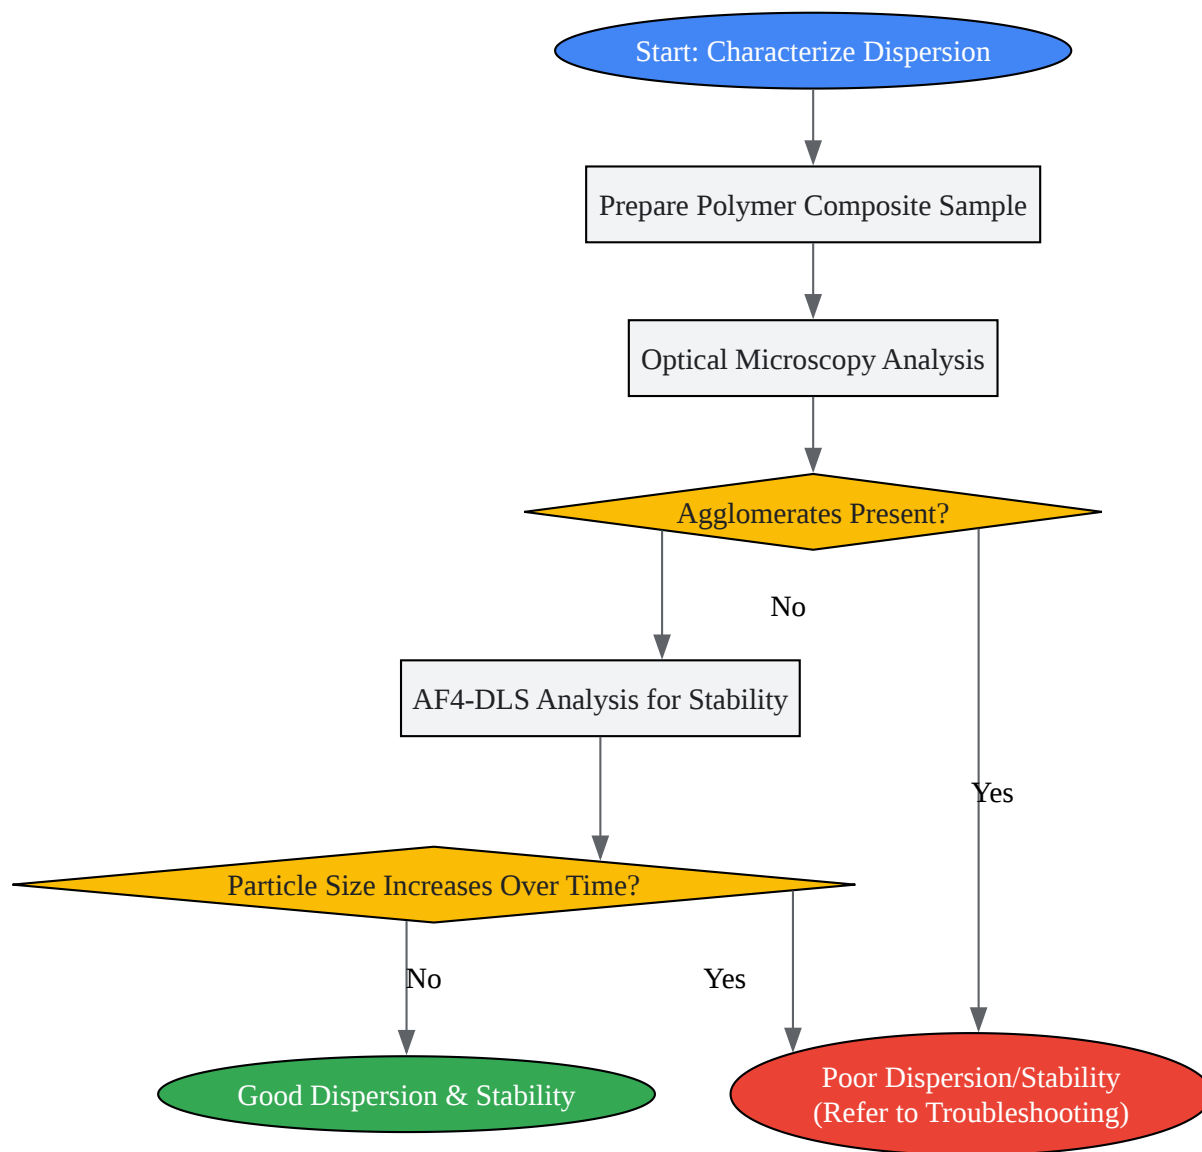 Start: Characterize Dispersion
Prepare Polymer Composite Sample
Optical Microscopy Analysis
Agglomerates Present?
No
AF4-DLS Analysis for Stability
Yes
Particle Size Increases Over Time?
No
Yes
Good Dispersion & Stability
Poor Dispersion/Stability
(Refer to Troubleshooting)